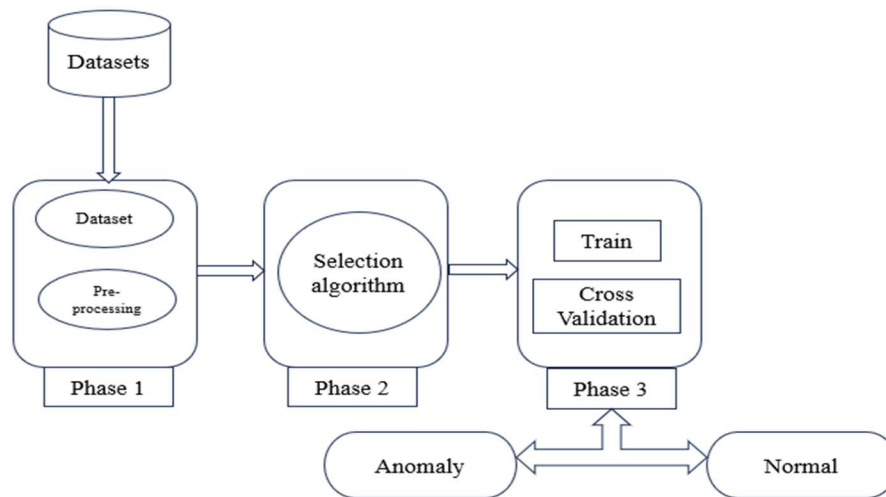 Datasets
Dataset
Pre-
processing
Phase 1
Selection
algorithm
Phase 2
Train
Cross
Validation
Phase 3
Anomaly
Normal